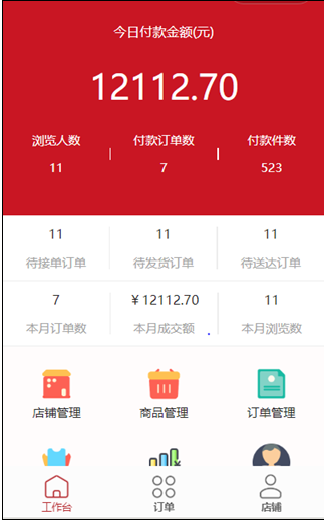 今日付款金额(元)
12112.70
浏览人数 付款订单数 付款件数
11 7 523
11 11 11
待接单订单 待发货订单 待送达订单
7 ¥12112.70 11
本月订单数 本月成交额 本月浏览数
店铺管理 商品管理 订单管理
工作台 订单 店铺